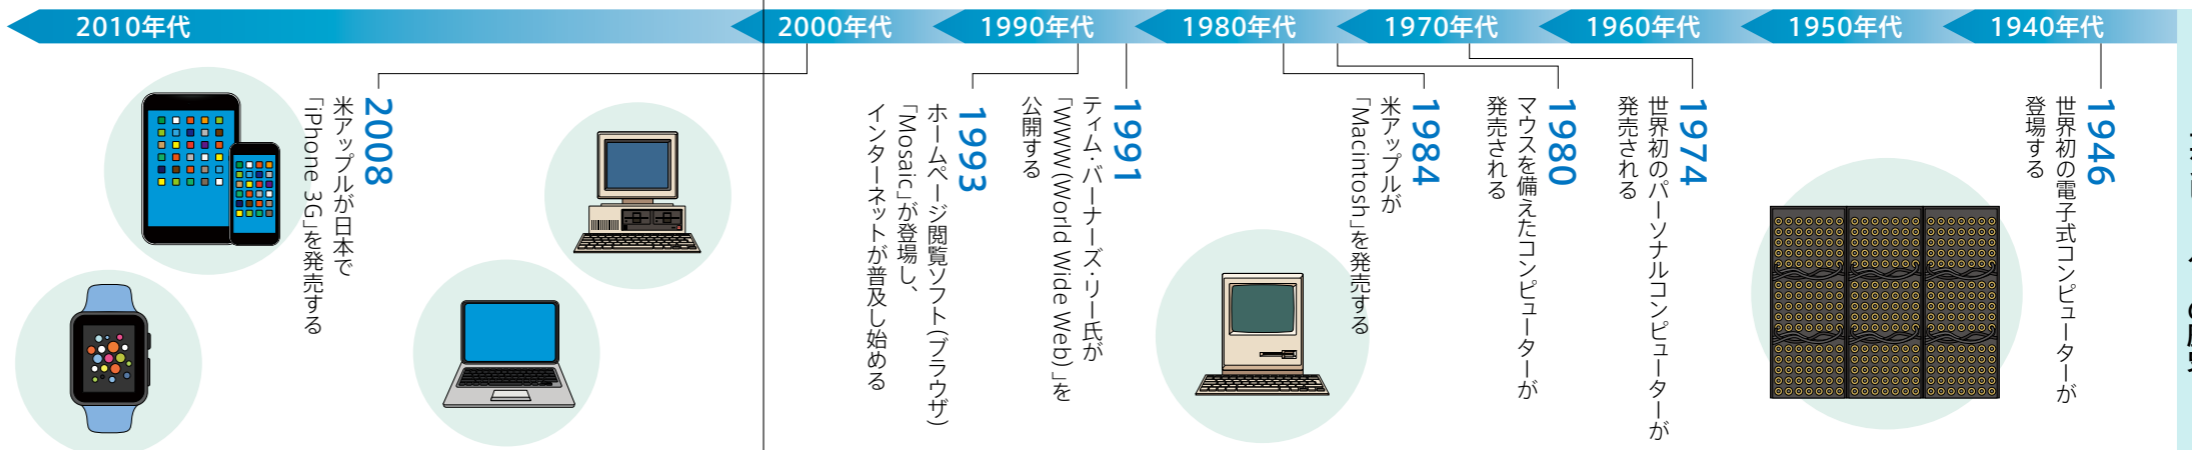 1940年代
1950年代
1960年代
1970年代
1980年代
1990年代
2000年代
2010年代
1946
世界初の電子式コンピューターが
登場する
1974
世界初のパーソナルコンピューターが
発売される
1980
マウスを備えたコンピューターが
発売される
1984
米アップルが
「Macintosh」を発売する
1991
ティム・バーナーズ・リー氏が
「WWW(World Wide Web)」を
公開する
1993
ホームページ閲覧ソフト(ブラウザ)
「Mosaic」が登場し、
インターネットが普及し始める
2008
米アップルが日本で
「iPhone 3G」を発売する